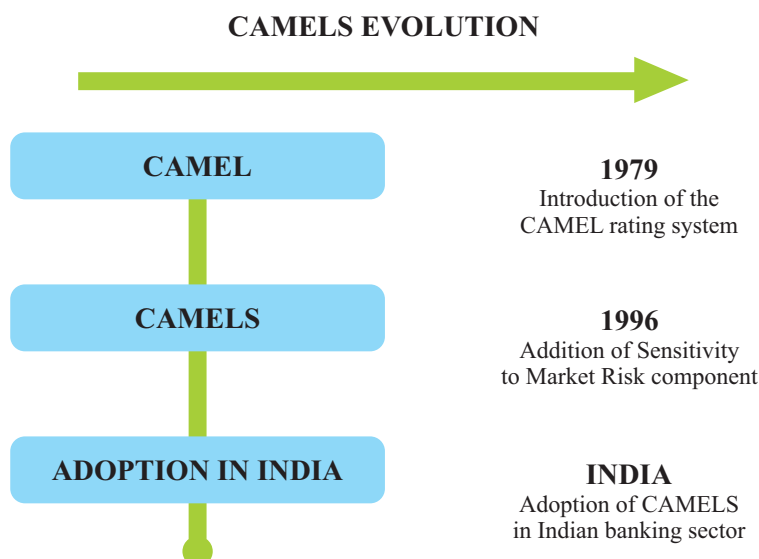 CAMELS EVOLUTION
CAMEL
1979
Introduction of the
CAMEL rating system
CAMELS
1996
Addition of Sensitivity
to Market Risk component
ADOPTION IN INDIA
INDIA
Adoption of CAMELS
in Indian banking sector